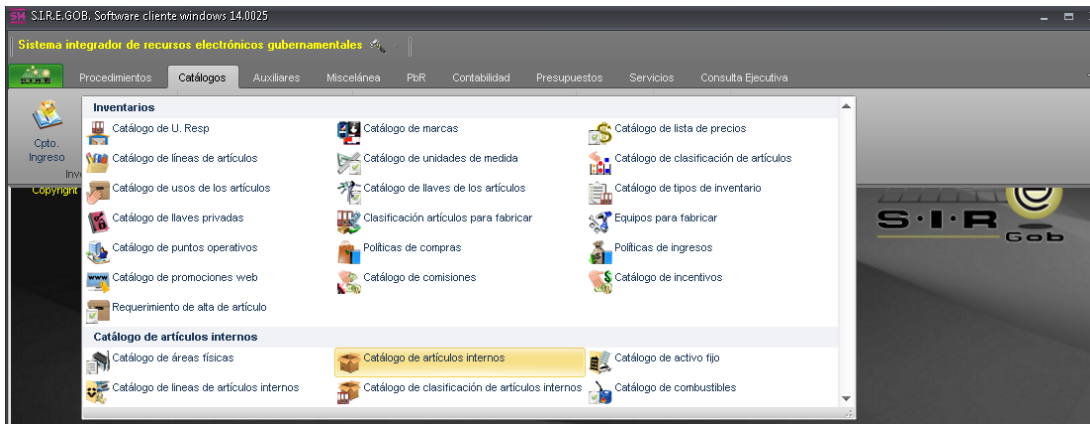 S14 S.I.R.E.GOB. Software cliente windows 14.0025
Sistema integrador de recursos electrónicos gubernamentales
Procedimientos Catálogos Auxiliares Miscelánea PbR Contabilidad Presupuestos Servicios Consulta Ejecutiva
Cpto.
Ingreso
Inv
Copyright
Inventarios
Catálogo de U. Resp Catálogo de marcas Catálogo de lista de precios
Catálogo de líneas de artículos Catálogo de unidades de medida Catálogo de clasificación de artículos
Catálogo de usos de los artículos Catálogo de llaves de los artículos Catálogo de tipos de inventario
Catálogo de llaves privadas Clasificación artículos para fabricar Equipos para fabricar
Catálogo de puntos operativos Políticas de compras Políticas de ingresos
Catálogo de promociones web Catálogo de comisiones Catálogo de incentivos
Requerimiento de alta de artículo
Catálogo de artículos internos
Catálogo de áreas físicas Catálogo de artículos internos Catálogo de activo fijo
Catálogo de lineas de artículos internos Catálogo de clasificación de artículos internos Catálogo de combustibles
S·I·R e
Gob